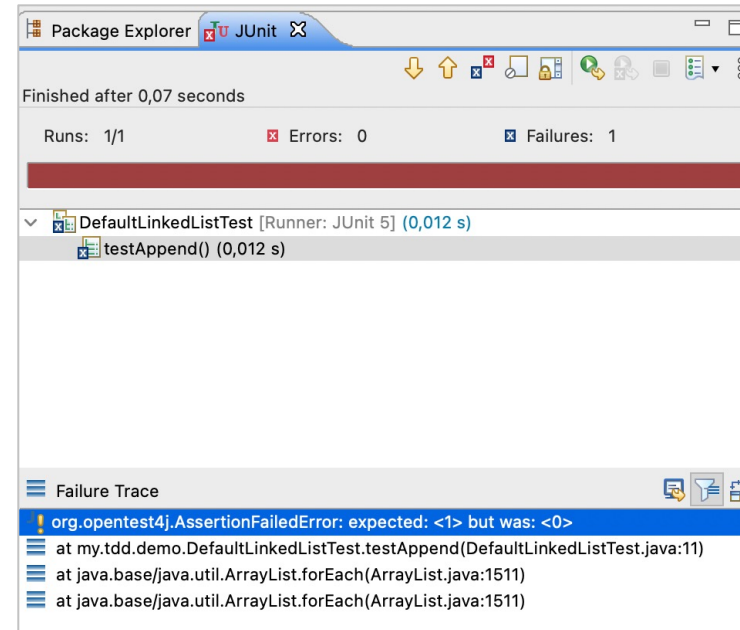 Package Explorer JUnit
Finished after 0,07 seconds
Runs: 1/1 Errors: 0 Failures: 1
DefaultLinkedListTest [Runner: JUnit 5] (0,012 s)
testAppend() (0,012 s)
Failure Trace
org.opentest4j.AssertionFailedError: expected: <1> but was: <0>
at my.tdd.demo.DefaultLinkedListTest.testAppend(DefaultLinkedListTest.java:11)
at java.base/java.util.ArrayList.forEach(ArrayList.java:1511)
at java.base/java.util.ArrayList.forEach(ArrayList.java:1511)